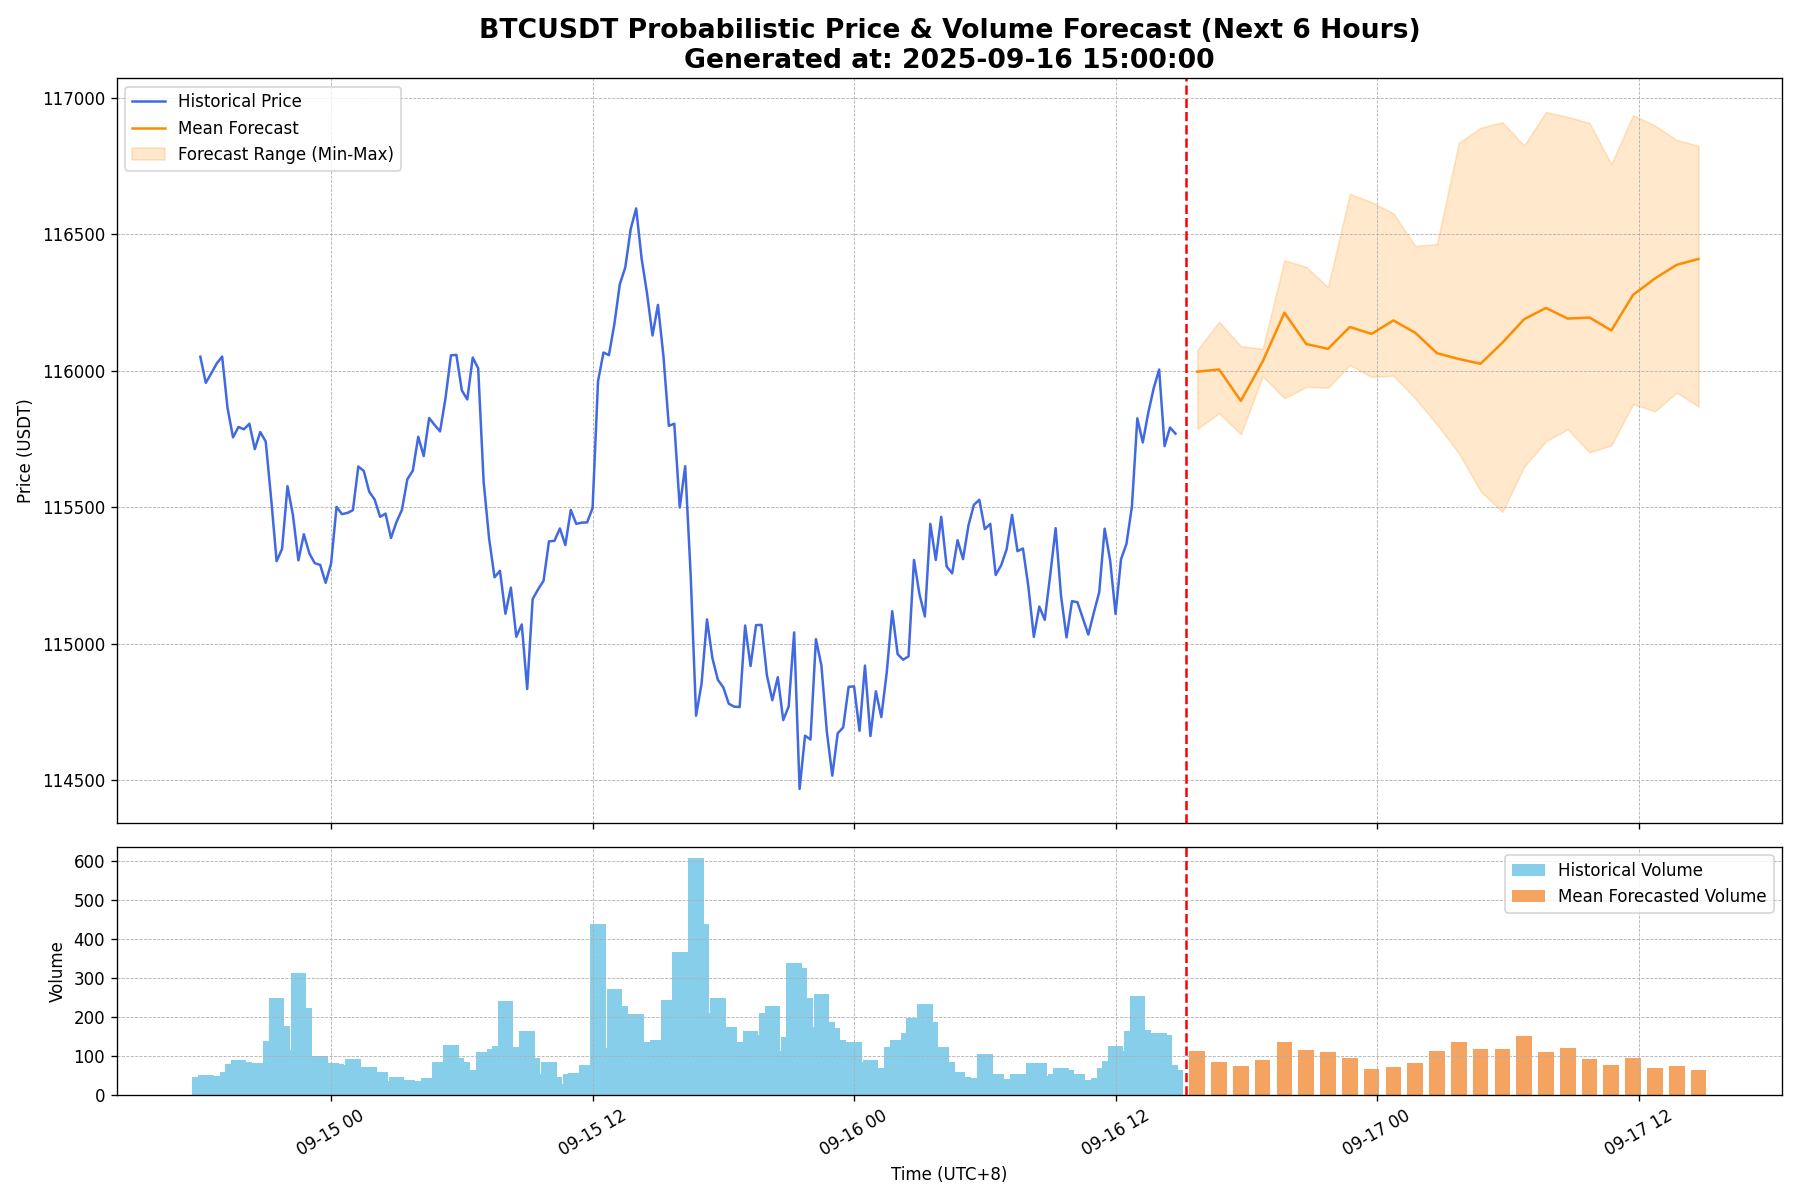 BTCUSDT Probabilistic Price & Volume Forecast (Next 6 Hours)
Generated at: 2025-09-16 15:00:00
Historical Price
Mean Forecast
Forecast Range (Min-Max)
117000
116500
116000
115500
115000
114500
Price (USDT)
Historical Volume
Mean Forecasted Volume
600
500
400
300
200
100
0
Volume
09-15 00
09-15 12
09-16 00
09-16 12
09-17 00
09-17 12
Time (UTC+8)